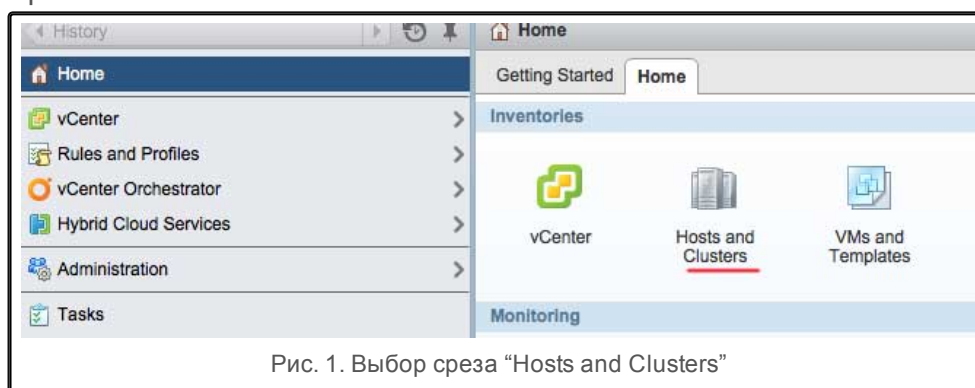 History
Home
Home
Getting Started
Home
vCenter
Rules and Profiles
vCenter Orchestrator
Hybrid Cloud Services
Administration
Tasks
Inventories
vCenter
Hosts and
Clusters
VMs and
Templates
Monitoring
Рис. 1. Выбор среза “Hosts and Clusters”